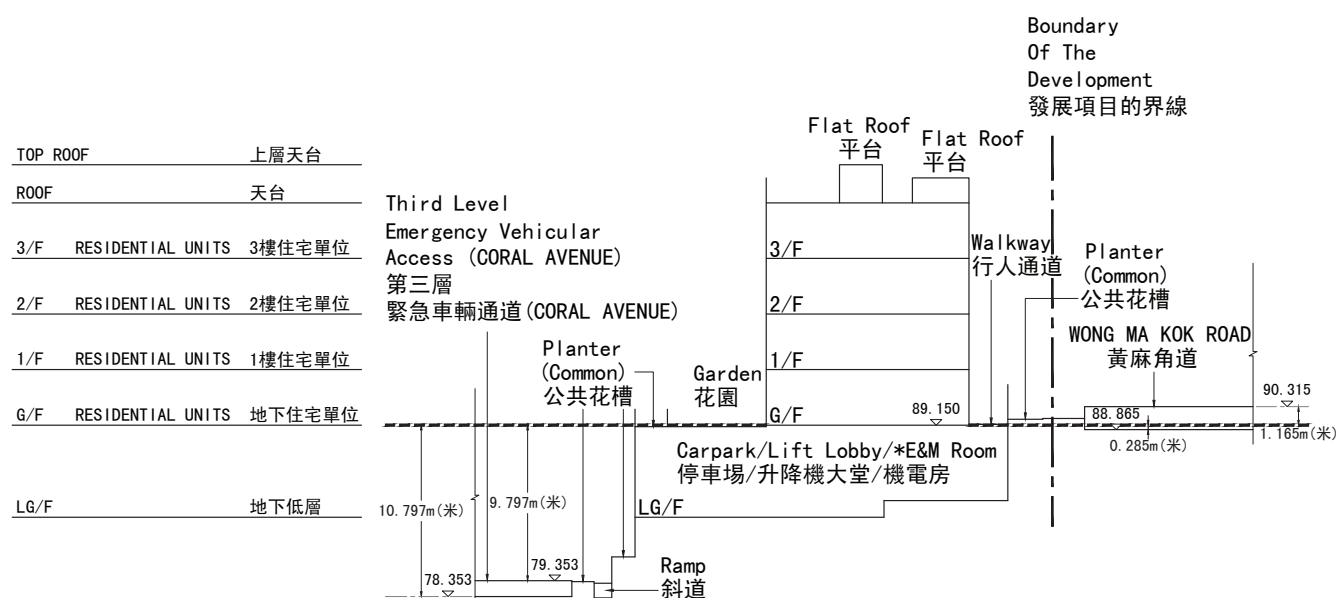 Boundary
Of The
Development
發展項目的界線
Flat Roof
平台
Flat Roof
平台
TOP ROOF 上層天台
ROOF 天台
3/F RESIDENTIAL UNITS 3樓住宅單位
2/F RESIDENTIAL UNITS 2樓住宅單位
1/F RESIDENTIAL UNITS 1樓住宅單位
G/F RESIDENTIAL UNITS 地下住宅單位
LG/F 地下低層
Third Level
Emergency Vehicular
Access (CORAL AVENUE)
第三層
緊急車輛通道(CORAL AVENUE)
3/F
2/F
1/F
G/F
Walkway
行人通道
Planter
(Common)
公共花槽
WONG MA KOK ROAD
黃麻角道
Planter
(Common)
公共花槽
Garden
花園
89.150
88.865
90.315
0.285m(米)
1.165m(米)
Carpark/Lift Lobby/*E&M Room
停車場/升降機大堂/機電房
LG/F
10.797m(米)
9.797m(米)
78.353
79.353
Ramp
斜道